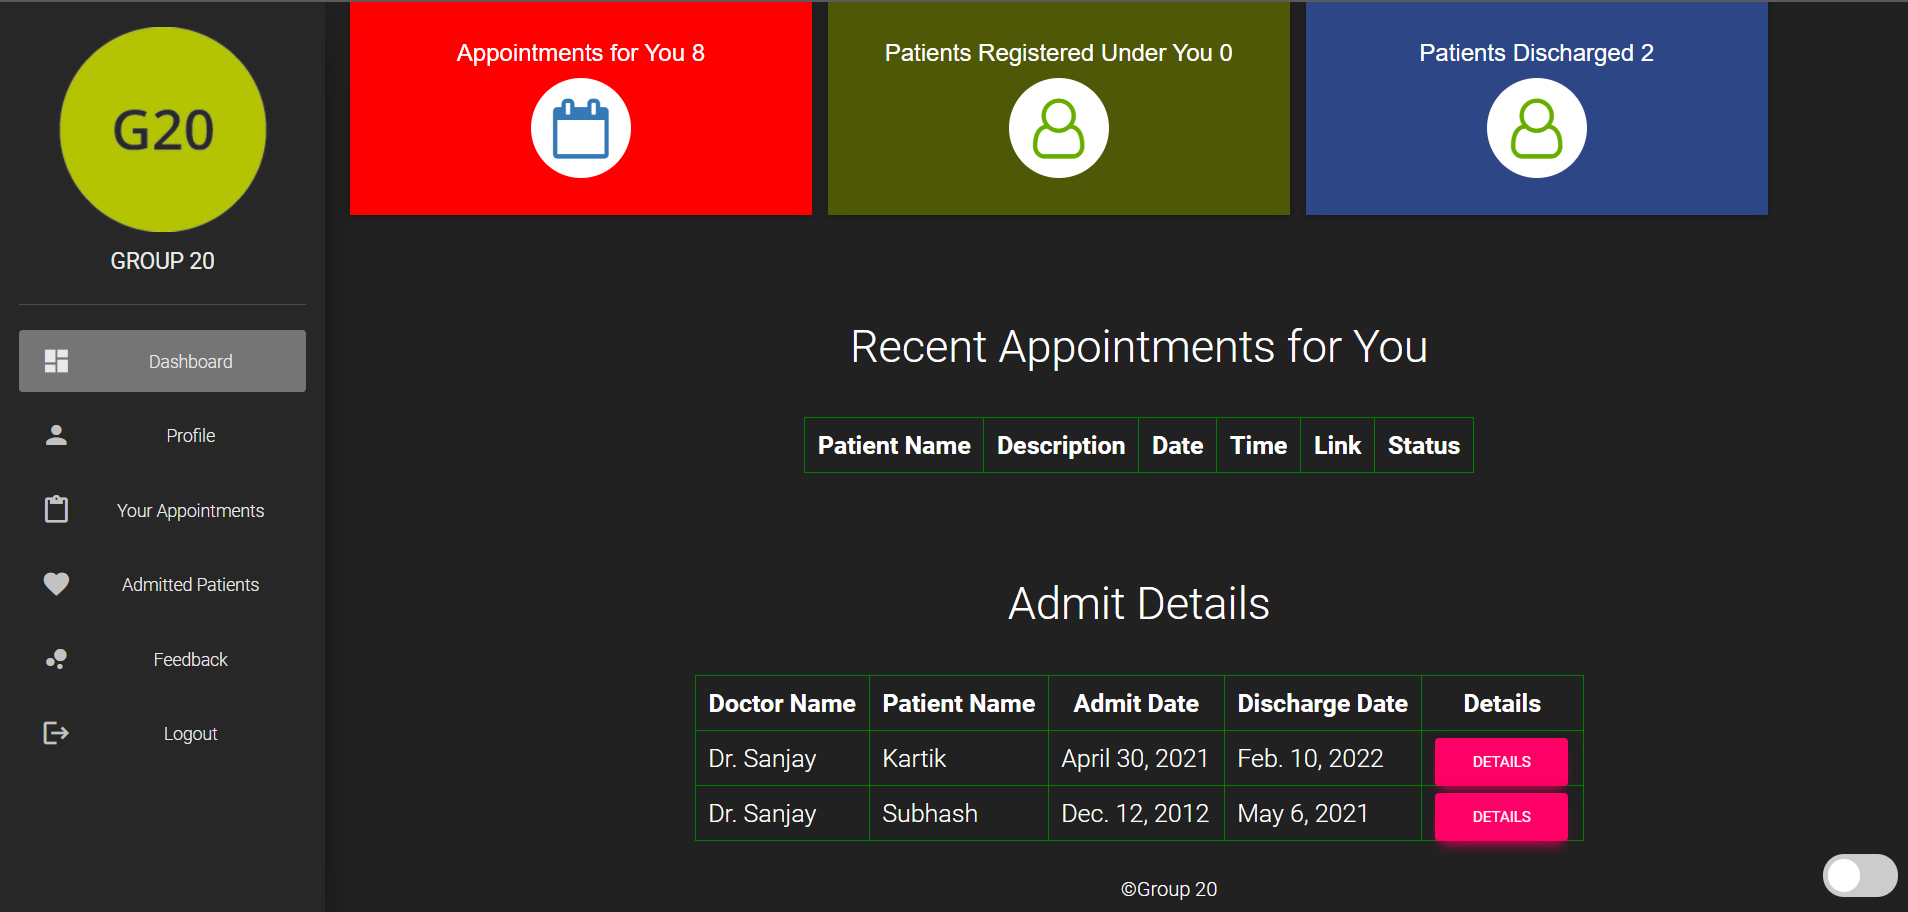 G20
GROUP 20
Dashboard
Profile
Your Appointments
Admitted Patients
Feedback
Logout
Appointments for You 8
Patients Registered Under You 0
Patients Discharged 2
Recent Appointments for You
Patient Name Description Date Time Link Status
Admit Details
Doctor Name Patient Name Admit Date Discharge Date Details
Dr. Sanjay Kartik April 30, 2021 Feb. 10, 2022 DETAILS
Dr. Sanjay Subhash Dec. 12, 2012 May 6, 2021 DETAILS
©Group 20